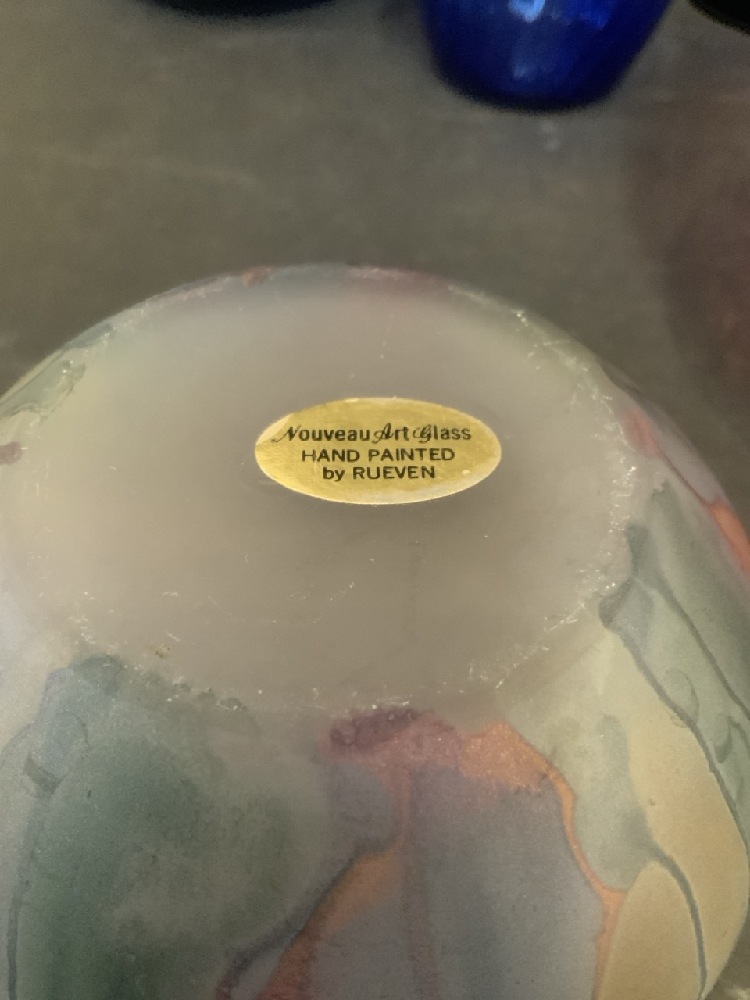 Nouveau Art Glass
HAND PAINTED
by RUEVEN